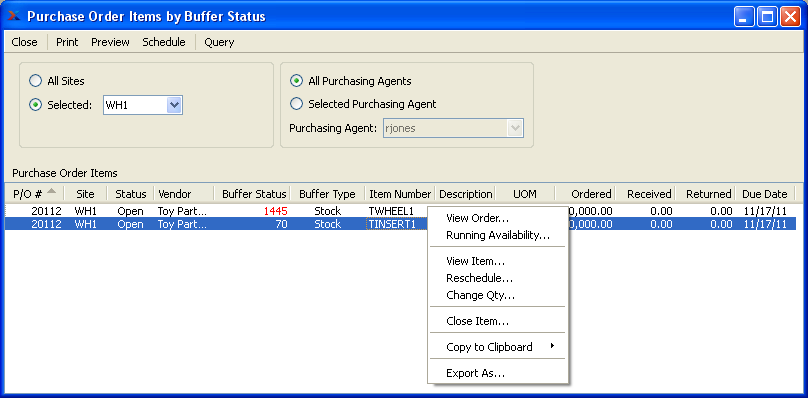 Purchase Order Items by Buffer Status
Close Print Preview Schedule Query
All Sites
Selected: WH1
All Purchasing Agents
Selected Purchasing Agent
Purchasing Agent: rjones
Purchase Order Items
P/O # Site Status Vendor Buffer Status Buffer Type Item Number Description UOM Ordered Received Returned Due Date
20112 WH1 Open Toy Part... 1445 Stock TWHEEL1 0,000.00 0.00 0.00 11/17/11
20112 WH1 Open Toy Part... 70 Stock TINSERT1 0,000.00 0.00 0.00 11/17/11
View Order...
Running Availability...
View Item...
Reschedule...
Change Qty...
Close Item...
Copy to Clipboard
Export As...